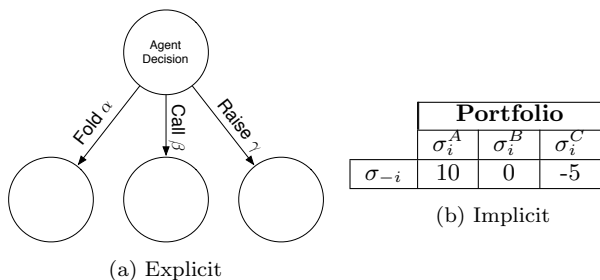 Agent
Decision
Fold α
Call β
Raise γ
(a) Explicit
Portfolio
σ_i^A σ_i^B σ_i^C
σ_{-i} 10 0 -5
(b) Implicit